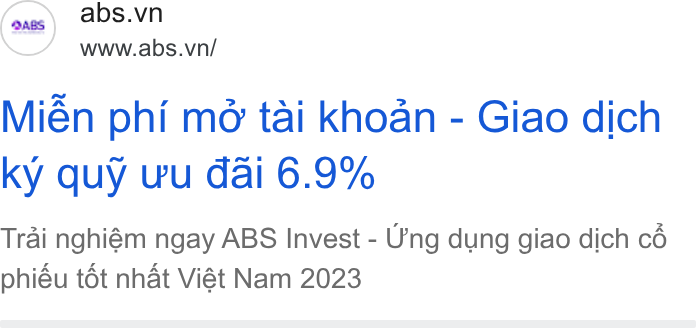 ABS
abs.vn
www.abs.vn/
Miễn phí mở tài khoản - Giao dịch
ký quỹ ưu đãi 6.9%
Trải nghiệm ngay ABS Invest - Ứng dụng giao dịch cổ
phiếu tốt nhất Việt Nam 2023